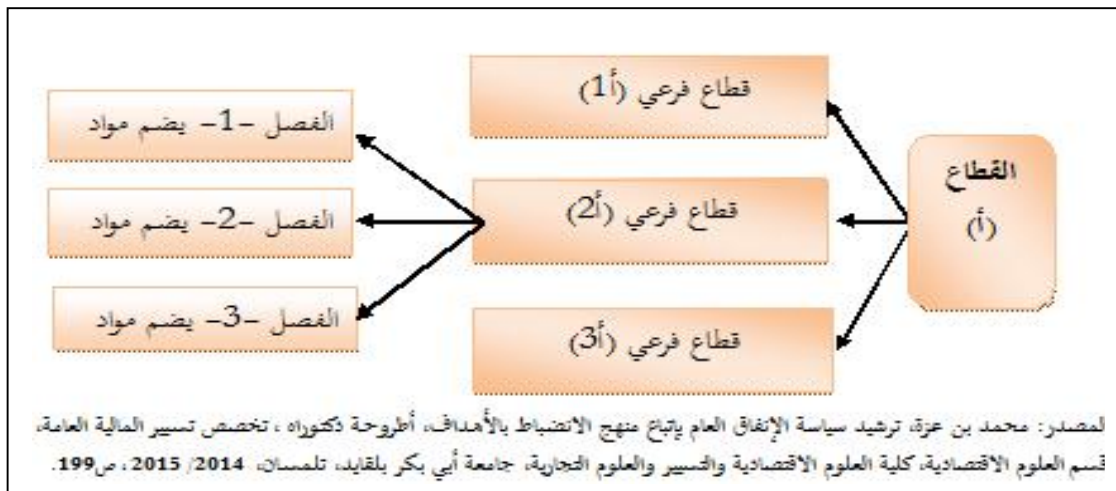 القطاع
(أ)
قطاع فرعي (أ1)
قطاع فرعي (أ2)
قطاع فرعي (أ3)
الفصل -1- يضم مواد
الفصل -2- يضم مواد
الفصل -3- يضم مواد
المصدر: محمد بن عزة، ترشيد سياسة الإنفاق العام بإتباع منهج الانضباط بالأهداف، أطروحة دكتوراه ، تخصص تسيير المالية العامة،
قسم العلوم الاقتصادية، كلية العلوم الاقتصادية والتسيير والعلوم التجارية، جامعة أبي بكر بلقايد، تلمسان، 2014/ 2015، ص199.